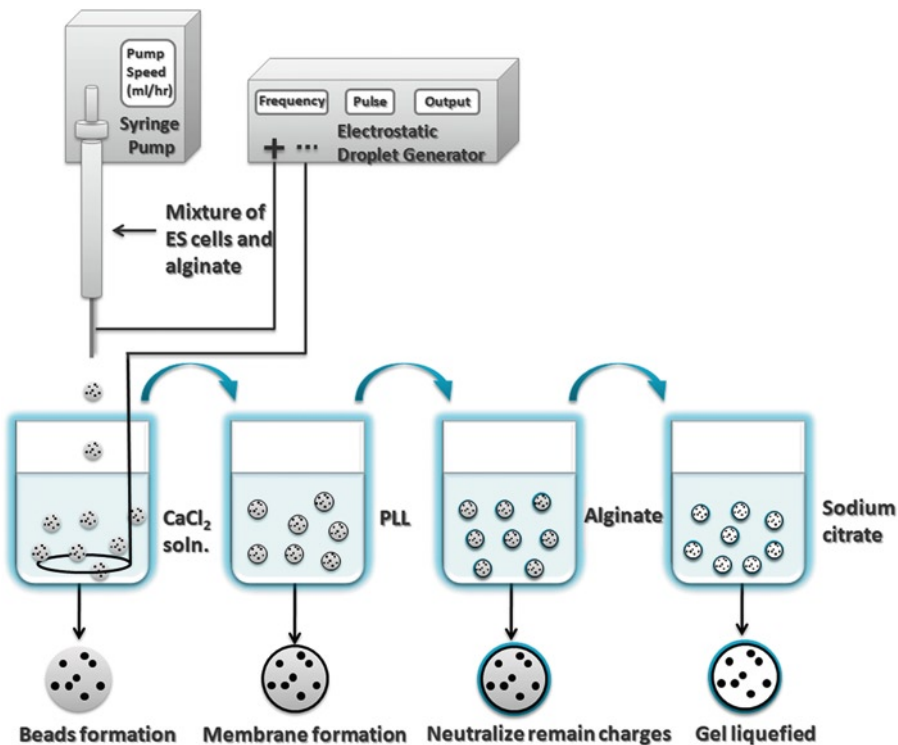 Pump
Speed
(ml/hr)
Syringe
Pump
Frequency
Pulse
Output
Electrostatic
Droplet Generator
+ ...
Mixture of
ES cells and
alginate
CaCl₂
soln.
PLL
Alginate
Sodium
citrate
Beads formation
Membrane formation
Neutralize remain charges
Gel liquefied